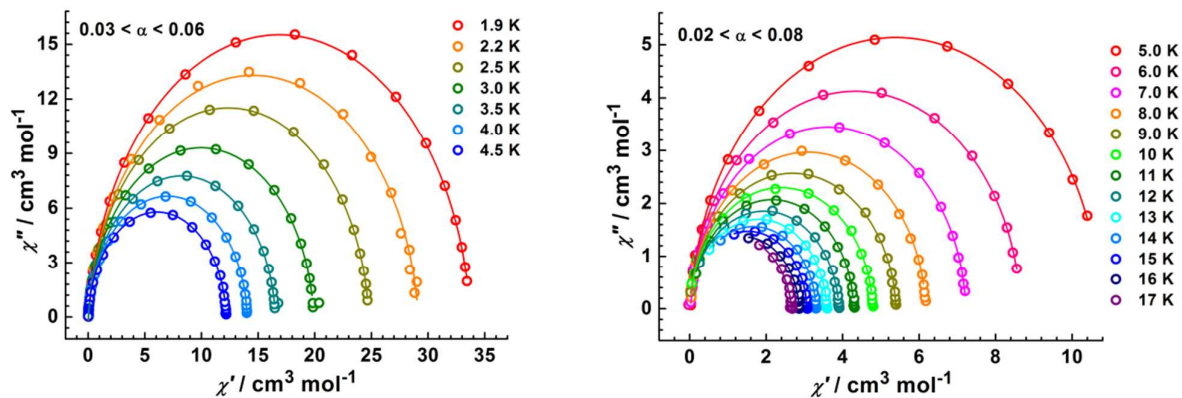 0.03 < α < 0.06
15
12
9
6
3
0
χ″ / cm³ mol⁻¹
0 5 10 15 20 25 30 35
χ′ / cm³ mol⁻¹
1.9 K
2.2 K
2.5 K
3.0 K
3.5 K
4.0 K
4.5 K
0.02 < α < 0.08
5
4
3
2
1
0
χ″ / cm³ mol⁻¹
0 2 4 6 8 10
χ′ / cm³ mol⁻¹
5.0 K
6.0 K
7.0 K
8.0 K
9.0 K
10 K
11 K
12 K
13 K
14 K
15 K
16 K
17 K